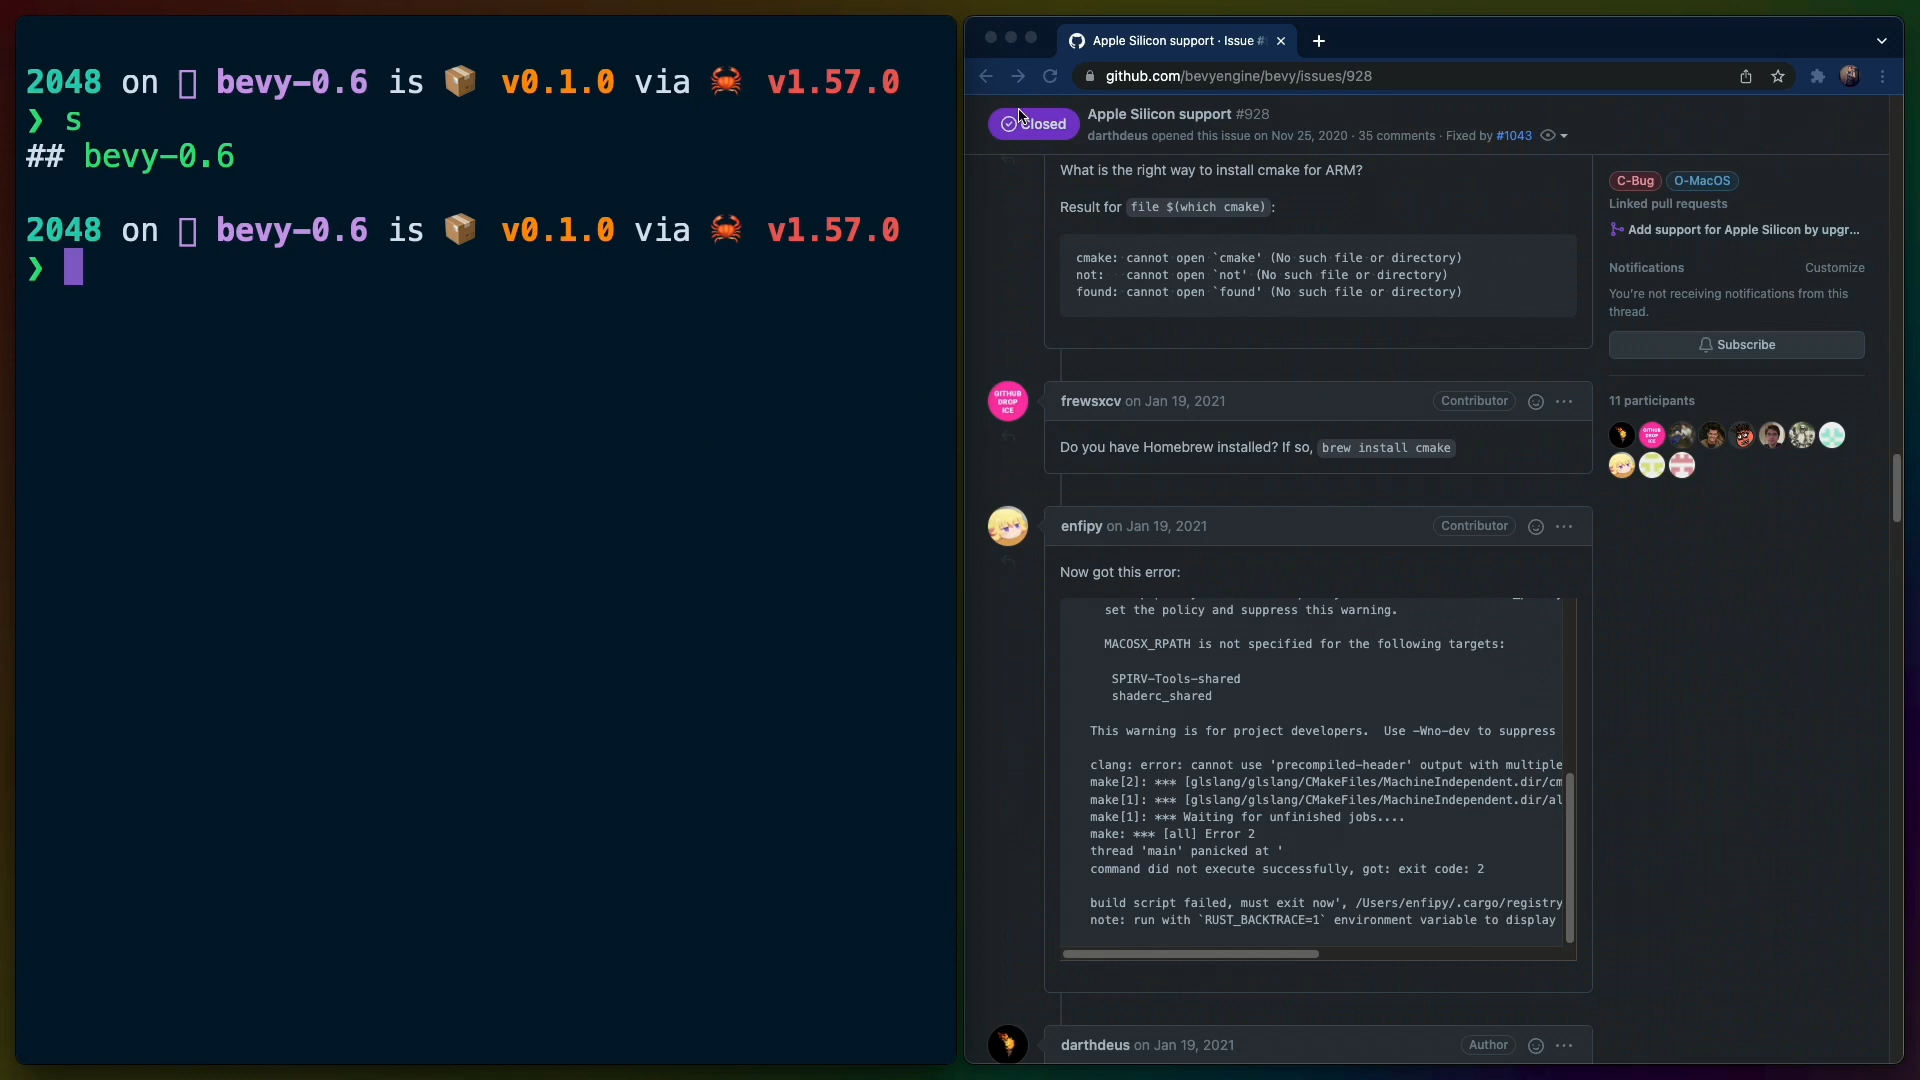 2048 on bevy-0.6 is 📦 v0.1.0 via 🦀 v1.57.0
❯ s
## bevy-0.6
2048 on bevy-0.6 is 📦 v0.1.0 via 🦀 v1.57.0
❯
Apple Silicon support · Issue #
github.com/bevyengine/bevy/issues/928
Closed
Apple Silicon support #928
darthdeus opened this issue on Nov 25, 2020 · 35 comments · Fixed by #1043
What is the right way to install cmake for ARM?
Result for file $(which cmake) :
cmake: cannot open `cmake' (No such file or directory)
not:   cannot open `not' (No such file or directory)
found: cannot open `found' (No such file or directory)
frewsxcv on Jan 19, 2021 Contributor
Do you have Homebrew installed? If so, brew install cmake
enfipy on Jan 19, 2021 Contributor
Now got this error:
set the policy and suppress this warning.
MACOSX_RPATH is not specified for the following targets:
SPIRV-Tools-shared
shaderc_shared
This warning is for project developers.  Use -Wno-dev to suppress
clang: error: cannot use 'precompiled-header' output with multiple
make[2]: *** [glslang/glslang/CMakeFiles/MachineIndependent.dir/cm
make[1]: *** [glslang/glslang/CMakeFiles/MachineIndependent.dir/al
make[1]: *** Waiting for unfinished jobs....
make: *** [all] Error 2
thread 'main' panicked at '
command did not execute successfully, got: exit code: 2
build script failed, must exit now', /Users/enfipy/.cargo/registry
note: run with `RUST_BACKTRACE=1` environment variable to display
darthdeus on Jan 19, 2021 Author
C-Bug O-MacOS
Linked pull requests
Add support for Apple Silicon by upgr...
Notifications Customize
You're not receiving notifications from this
thread.
Subscribe
11 participants
GITHUB
DROP
ICE